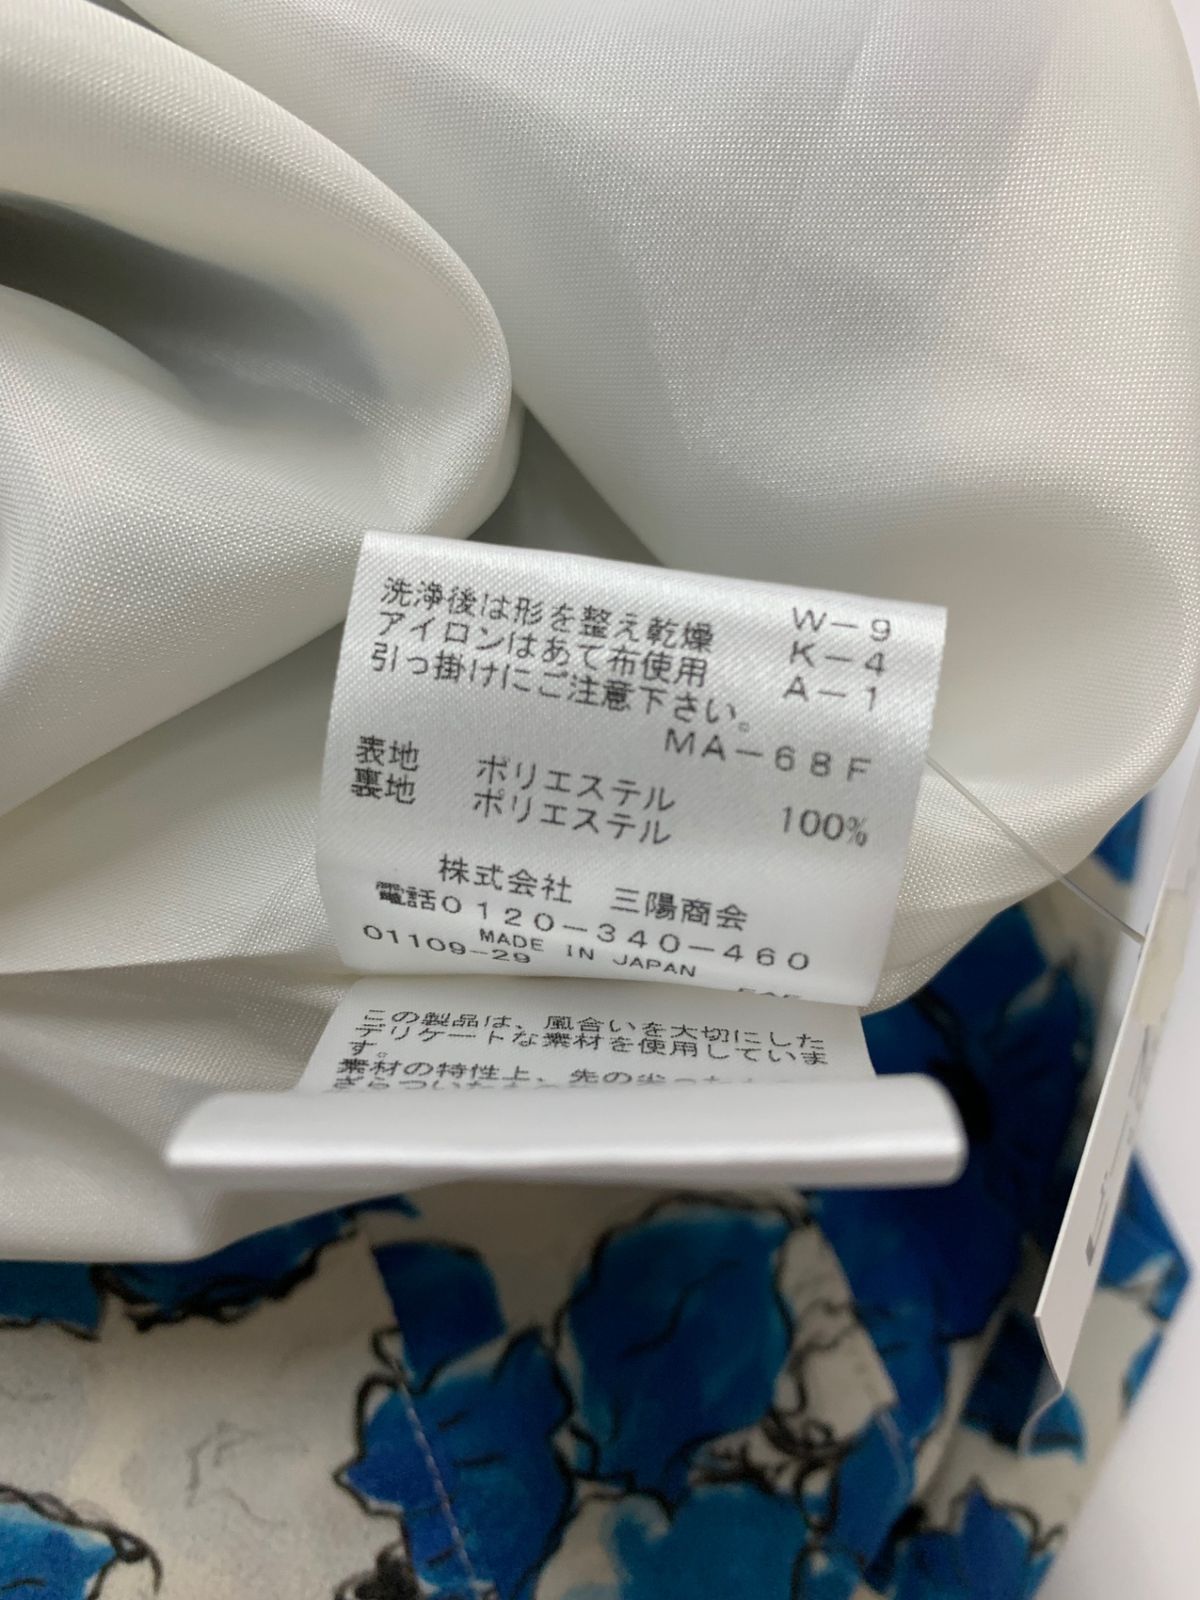 洗浄後は形を整え乾燥 W-9
アイロンはあて布使用 K-4
引っ掛けにご注意下さい。 A-1
MA-68F
表地 ポリエステル
裏地 ポリエステル 100%
株式会社 三陽商会
電話0120-340-460
MADE IN JAPAN
01109-29
この製品は、風合いを大切にした
デリケートな素材を使用していま
す。
素材の特性上、先の尖った